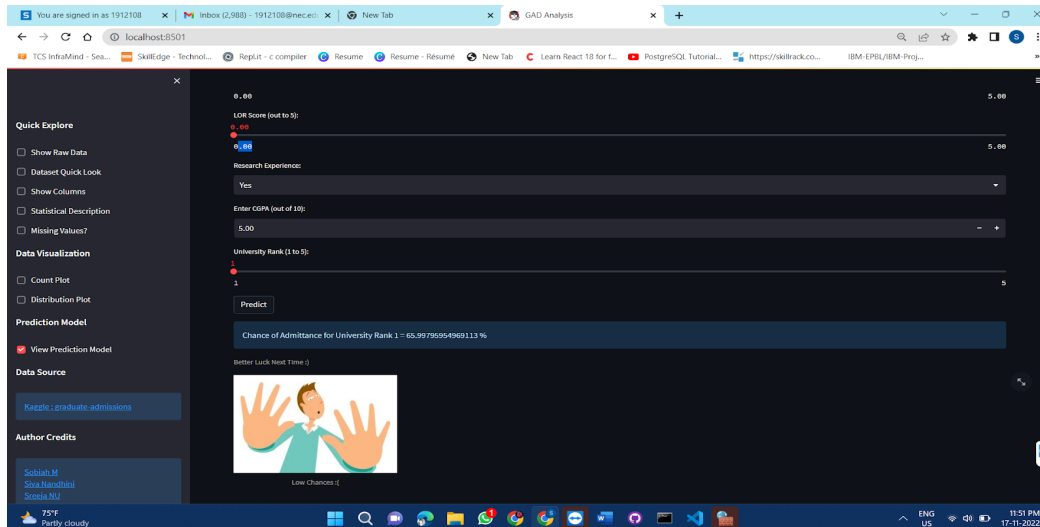 You are signed in as 1912108
Inbox (2,988) - 1912108@nec.ed
New Tab
GAD Analysis
localhost:8501
TCS InfraMind - Sea...
SkillEdge - Technol...
Repl.it - c compiler
Resume
Resume - Résumé
New Tab
Learn React 18 for f...
PostgreSQL Tutorial...
https://skillrack.co...
IBM-EPBL/IBM-Proj...
Quick Explore
Show Raw Data
Dataset Quick Look
Show Columns
Statistical Description
Missing Values?
Data Visualization
Count Plot
Distribution Plot
Prediction Model
View Prediction Model
Data Source
Kaggle : graduate-admissions
Author Credits
Sobiah M
Siva Nandhini
Sreeja NU
0.00 5.00
LOR Score (out to 5):
0.00
0.00 5.00
Research Experience:
Yes
Enter CGPA (out of 10):
5.00
University Rank (1 to 5):
1
1 5
Predict
Chance of Admittance for University Rank 1 = 65.99795954969113 %
Better Luck Next TIme :)
Low Chances :(
75°F
Partly cloudy
ENG
US
11:51 PM
17-11-2022